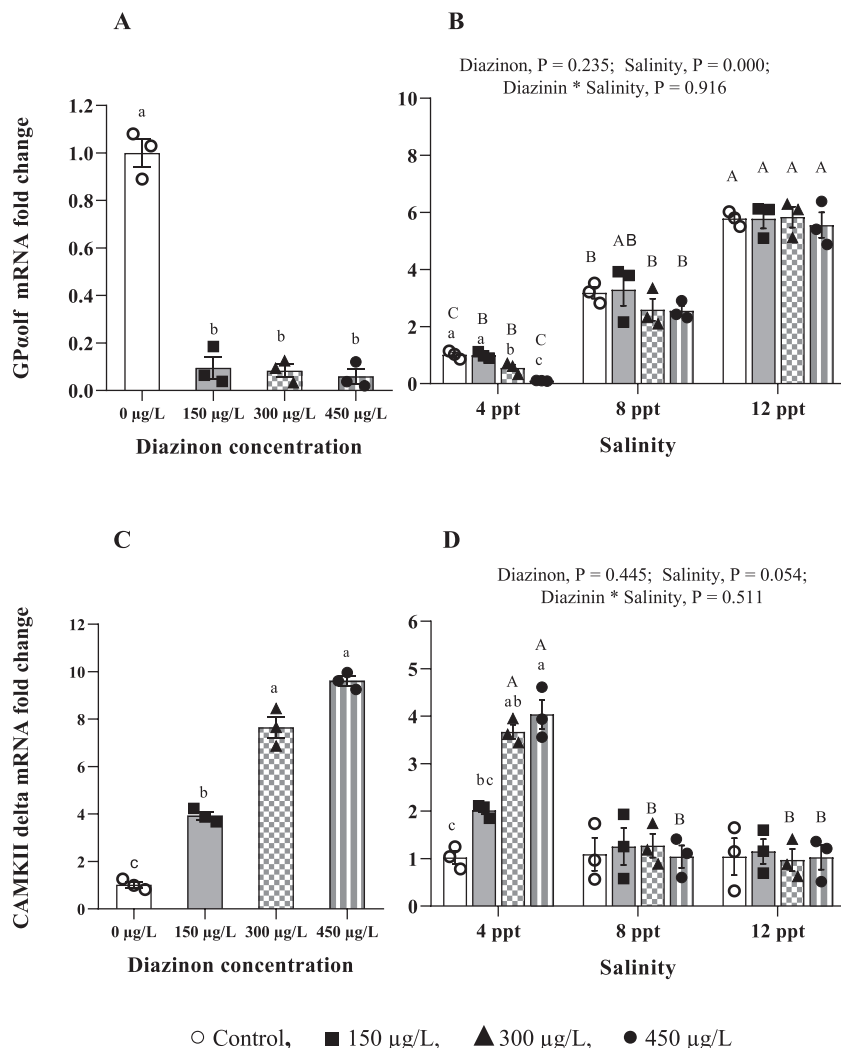 A
GPαolf mRNA fold change
1.2
1.0
0.8
0.6
0.4
0.2
0.0
a
b
b
b
0 µg/L 150 µg/L 300 µg/L 450 µg/L
Diazinon concentration
B
Diazinon, P = 0.235; Salinity, P = 0.000;
Diazinin * Salinity, P = 0.916
10
8
6
4
2
0
C
a
B
a
B
b
C
c
B
AB
B
B
A
A
A
A
4 ppt 8 ppt 12 ppt
Salinity
C
CAMKII delta mRNA fold change
12
10
8
6
4
2
0
c
b
a
a
0 µg/L 150 µg/L 300 µg/L 450 µg/L
Diazinon concentration
D
Diazinon, P = 0.445; Salinity, P = 0.054;
Diazinin * Salinity, P = 0.511
6
5
4
3
2
1
0
c
bc
A
ab
A
a
B
B
B
B
4 ppt 8 ppt 12 ppt
Salinity
Control, 150 µg/L, 300 µg/L, 450 µg/L